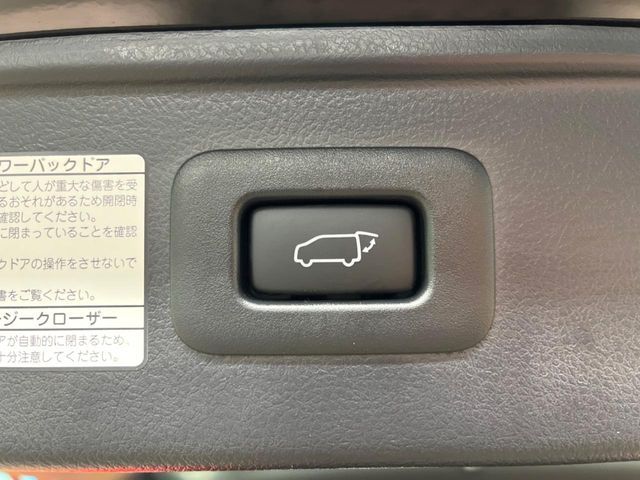 ワーバックドア
どして人が重大な傷害を受
るおそれがあるため開閉時
確認してください。
に閉まっていることを確認
クドアの操作をさせないで
書をご覧ください。
ージークローザー
アが自動的に閉まるため、
十分注意してください。